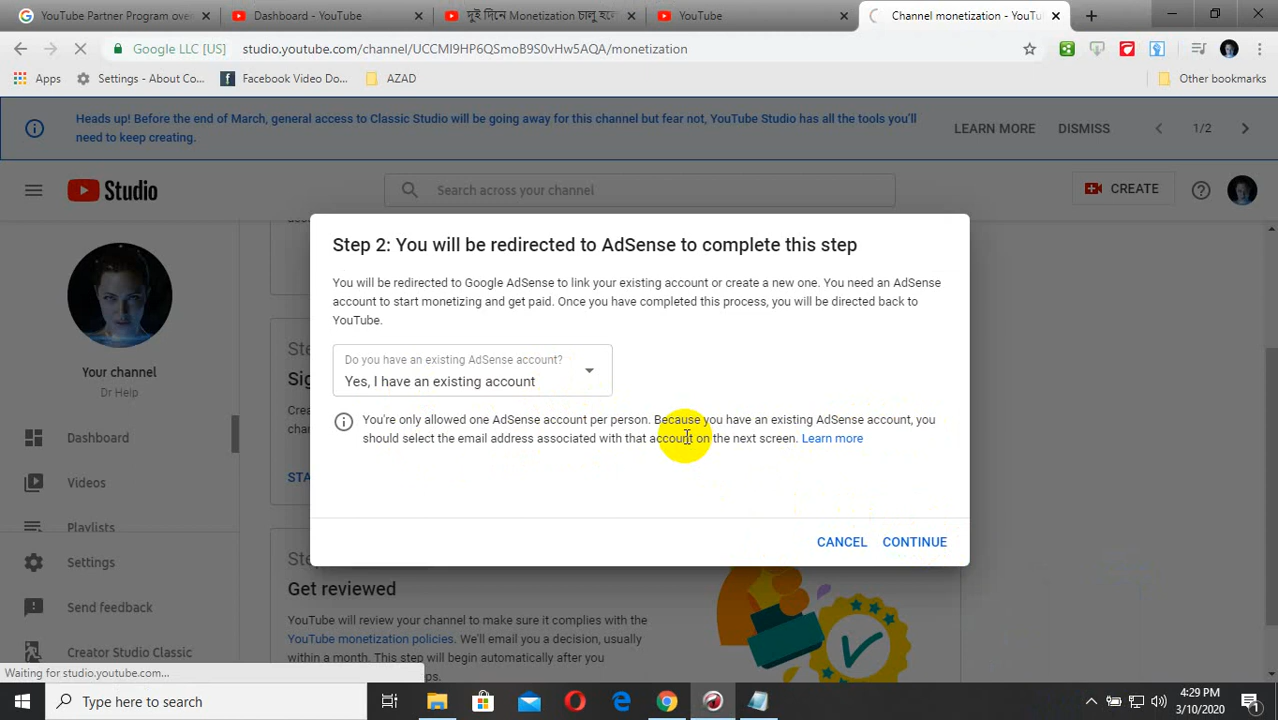 YouTube Partner Program over
Dashboard - YouTube
দুই দিনে Monetization চালু হলে
YouTube
Channel monetization - YouTu
Google LLC [US]
studio.youtube.com/channel/UCCMI9HP6QSmoB9S0vHw5AQA/monetization
Apps
Settings - About Co...
Facebook Video Do...
AZAD
Other bookmarks
Heads up! Before the end of March, general access to Classic Studio will be going away for this channel but fear not, YouTube Studio has all the tools you'll
need to keep creating.
LEARN MORE
DISMISS
1/2
Studio
Search across your channel
CREATE
Your channel
Dr Help
Dashboard
Videos
Playlists
Settings
Send feedback
Creator Studio Classic
Step 2: You will be redirected to AdSense to complete this step
You will be redirected to Google AdSense to link your existing account or create a new one. You need an AdSense
account to start monetizing and get paid. Once you have completed this process, you will be directed back to
YouTube.
Do you have an existing AdSense account?
Yes, I have an existing account
You're only allowed one AdSense account per person. Because you have an existing AdSense account, you
should select the email address associated with that account on the next screen. Learn more
CANCEL
CONTINUE
Get reviewed
YouTube will review your channel to make sure it complies with the
YouTube monetization policies. We'll email you a decision, usually
within a month. This step will begin automatically after you
Waiting for studio.youtube.com...
Type here to search
4:29 PM
3/10/2020
1